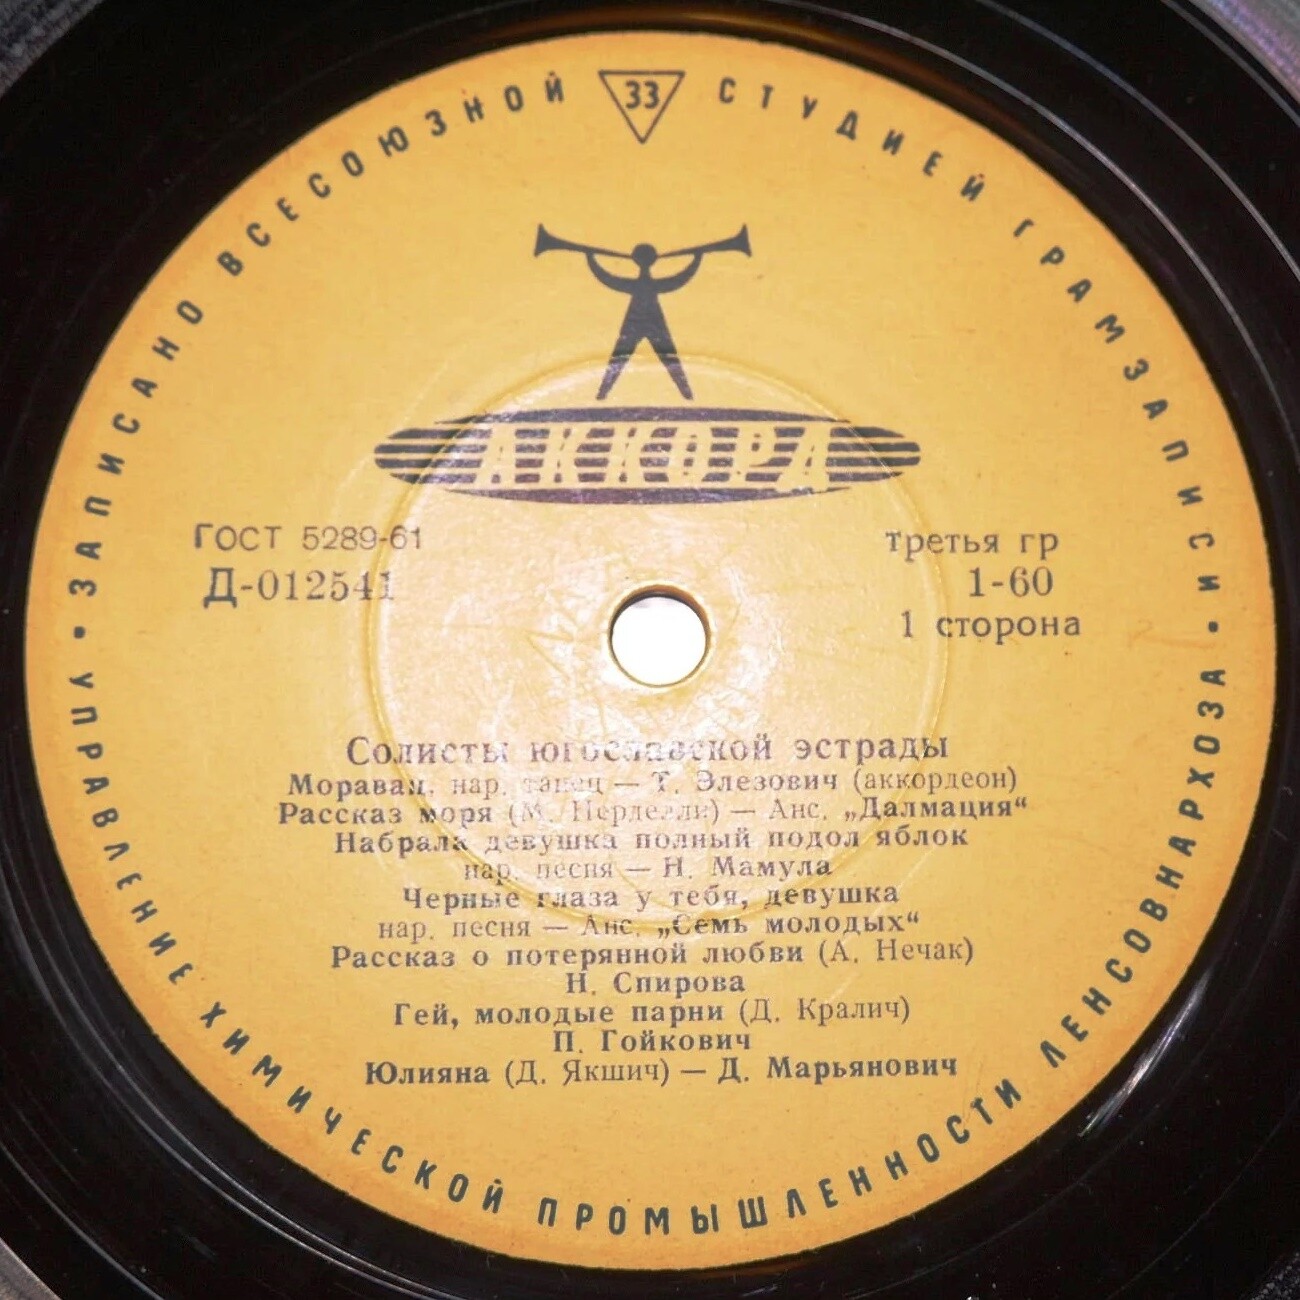 ЗАПИСАНО ВСЕСОЮЗНОЙ СТУДИЕЙ ГРАМЗАПИСИ
33
АККОРД
ГОСТ 5289-61
Д-012541
третья гр
1-60
1 сторона
Солисты югославской эстрады
Моравац, нар. танец — Т. Элезович (аккордеон)
Рассказ моря (М. Нерделли) — Анс. „Далмация“
Набрала девушка полный подол яблок
нар. песня — Н. Мамула
Черные глаза у тебя, девушка
нар. песня — Анс. „Семь молодых“
Рассказ о потерянной любви (А. Нечак)
Н. Спирова
Гей, молодые парни (Д. Кралич)
П. Гойкович
Юлияна (Д. Якшич) — Д. Марьянович
УПРАВЛЕНИЕ ХИМИЧЕСКОЙ ПРОМЫШЛЕННОСТИ ЛЕНСОВНАРХОЗА